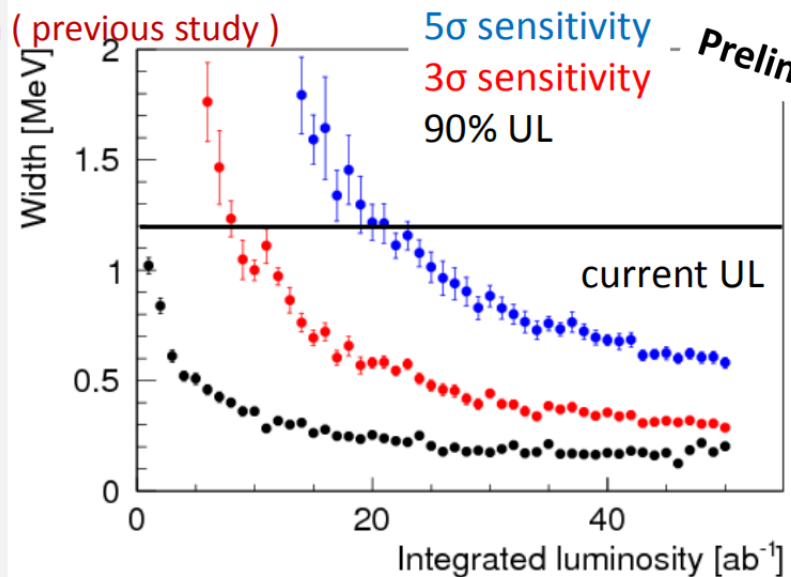 ( previous study )
5σ sensitivity
3σ sensitivity
90% UL
Width [MeV]
2
1.5
1
0.5
0
current UL
0
20
40
Integrated luminosity [ab⁻¹]